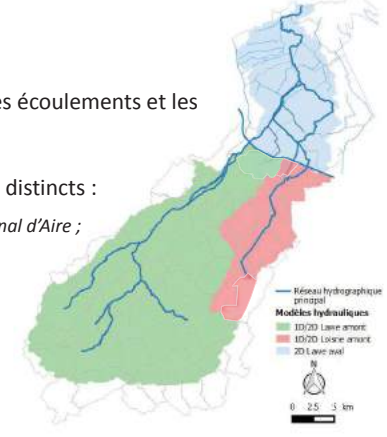 es écoulements et les
distincts :
nal d'Aire ;
Réseau hydrographique
principal
Modèles hydrauliques
1D/2D Lawe amont
1D/2D Loisne amont
2D Lawe aval
N
0 2.5 5 km